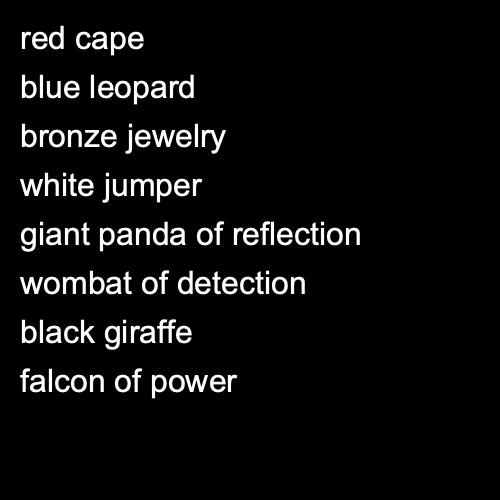 red cape
blue leopard
bronze jewelry
white jumper
giant panda of reflection
wombat of detection
black giraffe
falcon of power